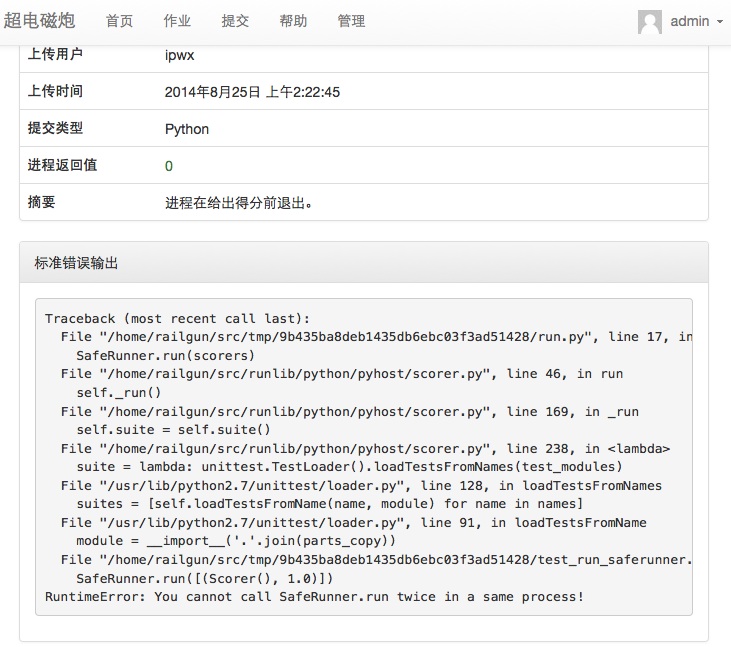 超电磁炮 首页 作业 提交 帮助 管理 admin
上传用户 ipwx
上传时间 2014年8月25日 上午2:22:45
提交类型 Python
进程返回值 0
摘要 进程在给出得分前退出。
标准错误输出
Traceback (most recent call last):
File "/home/railgun/src/tmp/9b435ba8deb1435db6ebc03f3ad51428/run.py", line 17, in
SafeRunner.run(scorers)
File "/home/railgun/src/runlib/python/pyhost/scorer.py", line 46, in run
self._run()
File "/home/railgun/src/runlib/python/pyhost/scorer.py", line 169, in _run
self.suite = self.suite()
File "/home/railgun/src/runlib/python/pyhost/scorer.py", line 238, in <lambda>
suite = lambda: unittest.TestLoader().loadTestsFromNames(test_modules)
File "/usr/lib/python2.7/unittest/loader.py", line 128, in loadTestsFromNames
suites = [self.loadTestsFromName(name, module) for name in names]
File "/usr/lib/python2.7/unittest/loader.py", line 91, in loadTestsFromName
module = __import__('.'.join(parts_copy))
File "/home/railgun/src/tmp/9b435ba8deb1435db6ebc03f3ad51428/test_run_saferunner.
SafeRunner.run([(Scorer(), 1.0)])
RuntimeError: You cannot call SafeRunner.run twice in a same process!